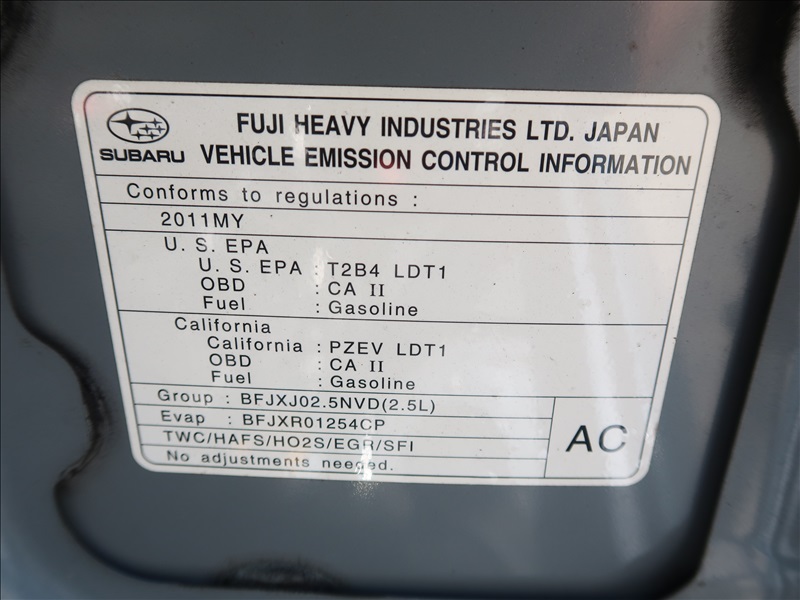 FUJI HEAVY INDUSTRIES LTD. JAPAN
SUBARU VEHICLE EMISSION CONTROL INFORMATION
Conforms to regulations :
2011MY
U. S. EPA
U. S. EPA : T2B4 LDT1
OBD : CA II
Fuel : Gasoline
California
California : PZEV LDT1
OBD : CA II
Fuel : Gasoline
Group : BFJXJ02.5NVD(2.5L)
Evap : BFJXR01254CP
TWC/HAFS/HO2S/EGR/SFI
No adjustments needed.
AC